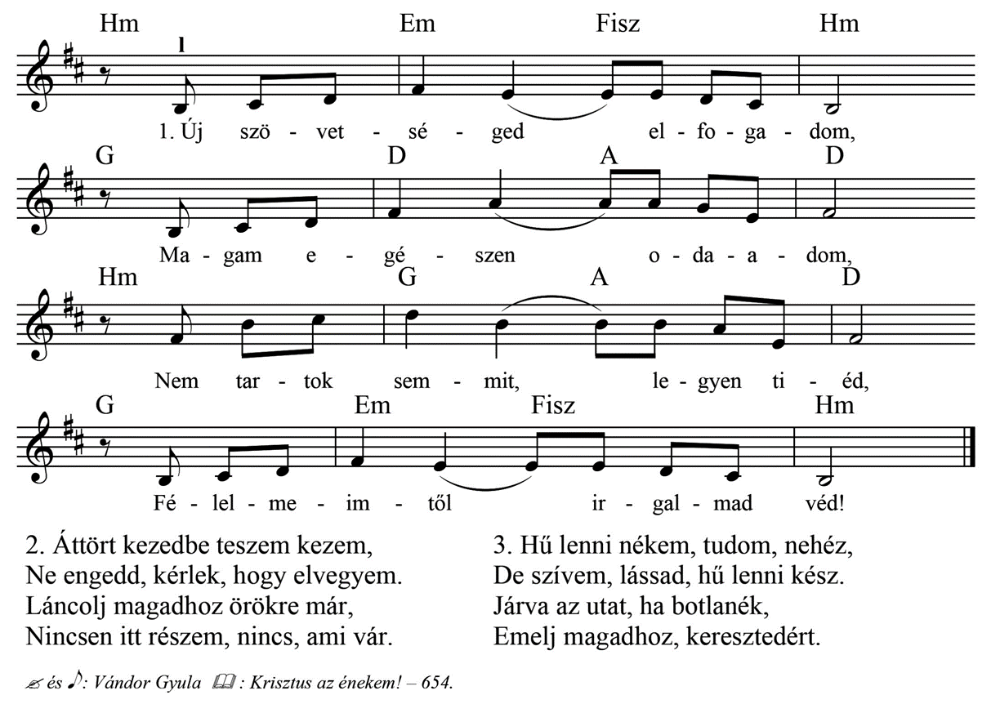 Hm Em Fisz Hm
l
1. Új szö - vet - sé - ged el - fo - ga - dom,
G D A D
Ma - gam e - gé - szen o - da - a - dom,
Hm G A D
Nem tar - tok sem - mit, le - gyen ti - éd,
G Em Fisz Hm
Fé - lel - me - im - től ir - gal - mad véd!
2. Áttört kezedbe teszem kezem,
Ne engedd, kérlek, hogy elvegyem.
Láncolj magadhoz örökre már,
Nincsen itt részem, nincs, ami vár.
3. Hű lenni nékem, tudom, nehéz,
De szívem, lássad, hű lenni kész.
Járva az utat, ha botlanék,
Emelj magadhoz, keresztedért.
és : Vándor Gyula : Krisztus az énekem! – 654.